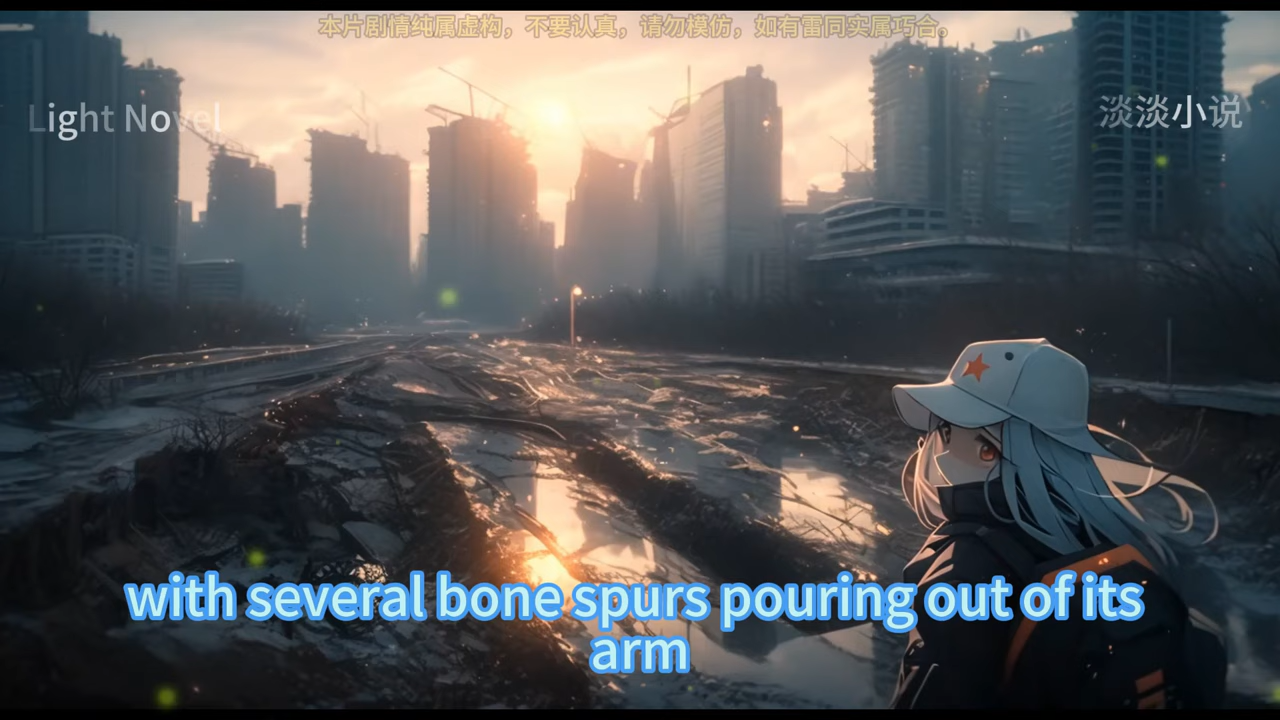 本片剧情纯属虚构，不要认真，请勿模仿，如有雷同实属巧合。
Light Novel
淡淡小说
with several bone spurs pouring out of its
arm